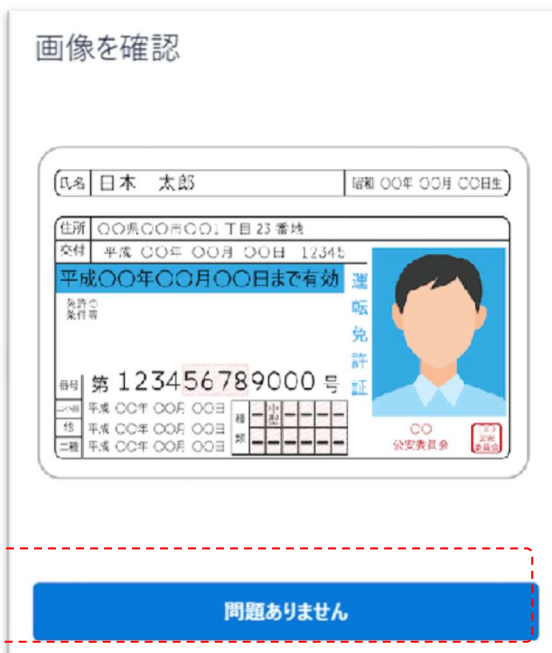 画像を確認
氏名 日本 太郎 昭和 〇〇年 〇〇月 〇〇日生
住所 〇〇県〇〇市〇〇1丁目23番地
交付 平成 〇〇年 〇〇月 〇〇日 12345
平成〇〇年〇〇月〇〇日まで有効
運転免許証
免許の
条件等
番号 第 123456789000 号
平成 〇〇年 〇〇月 〇〇日
他 平成 〇〇年 〇〇月 〇〇日
二種 平成 〇〇年 〇〇月 〇〇日
種類
〇〇
公安委員会
問題ありません